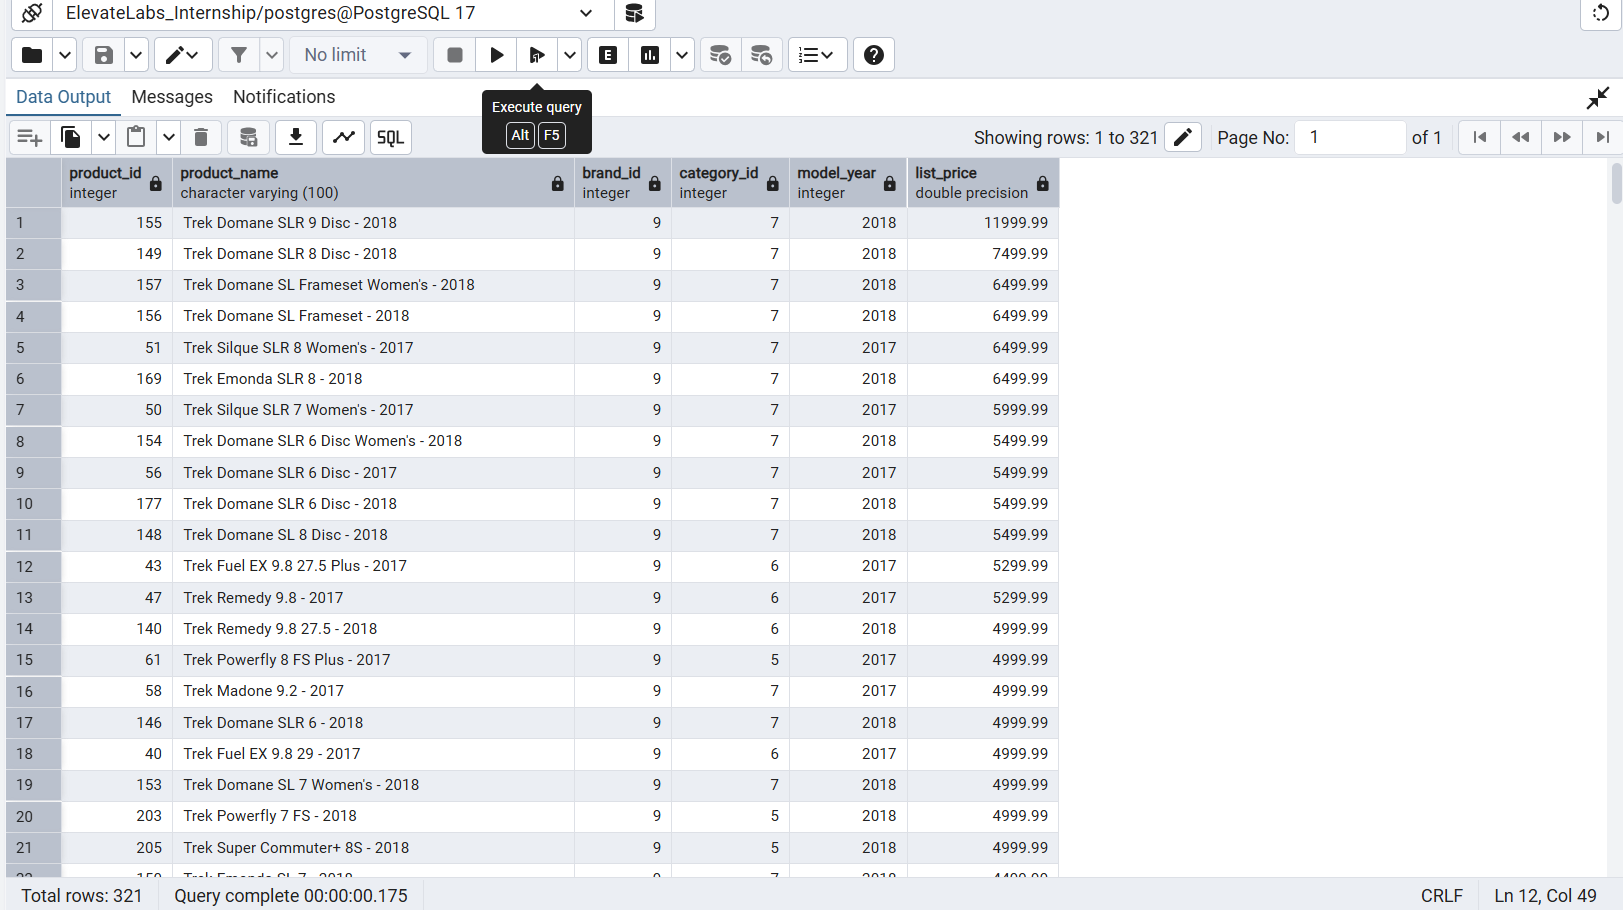 ElevateLabs_Internship/postgres@PostgreSQL 17
No limit
E
Data Output Messages Notifications
Execute query
Alt F5
SQL
Showing rows: 1 to 321 Page No: 1 of 1
product_id product_name brand_id category_id model_year list_price
integer character varying (100) integer integer integer double precision
1 155 Trek Domane SLR 9 Disc - 2018 9 7 2018 11999.99
2 149 Trek Domane SLR 8 Disc - 2018 9 7 2018 7499.99
3 157 Trek Domane SL Frameset Women's - 2018 9 7 2018 6499.99
4 156 Trek Domane SL Frameset - 2018 9 7 2018 6499.99
5 51 Trek Silque SLR 8 Women's - 2017 9 7 2017 6499.99
6 169 Trek Emonda SLR 8 - 2018 9 7 2018 6499.99
7 50 Trek Silque SLR 7 Women's - 2017 9 7 2017 5999.99
8 154 Trek Domane SLR 6 Disc Women's - 2018 9 7 2018 5499.99
9 56 Trek Domane SLR 6 Disc - 2017 9 7 2017 5499.99
10 177 Trek Domane SLR 6 Disc - 2018 9 7 2018 5499.99
11 148 Trek Domane SL 8 Disc - 2018 9 7 2018 5499.99
12 43 Trek Fuel EX 9.8 27.5 Plus - 2017 9 6 2017 5299.99
13 47 Trek Remedy 9.8 - 2017 9 6 2017 5299.99
14 140 Trek Remedy 9.8 27.5 - 2018 9 6 2018 4999.99
15 61 Trek Powerfly 8 FS Plus - 2017 9 5 2017 4999.99
16 58 Trek Madone 9.2 - 2017 9 7 2017 4999.99
17 146 Trek Domane SLR 6 - 2018 9 7 2018 4999.99
18 40 Trek Fuel EX 9.8 29 - 2017 9 6 2017 4999.99
19 153 Trek Domane SL 7 Women's - 2018 9 7 2018 4999.99
20 203 Trek Powerfly 7 FS - 2018 9 5 2018 4999.99
21 205 Trek Super Commuter+ 8S - 2018 9 5 2018 4999.99
Total rows: 321 Query complete 00:00:00.175 CRLF Ln 12, Col 49